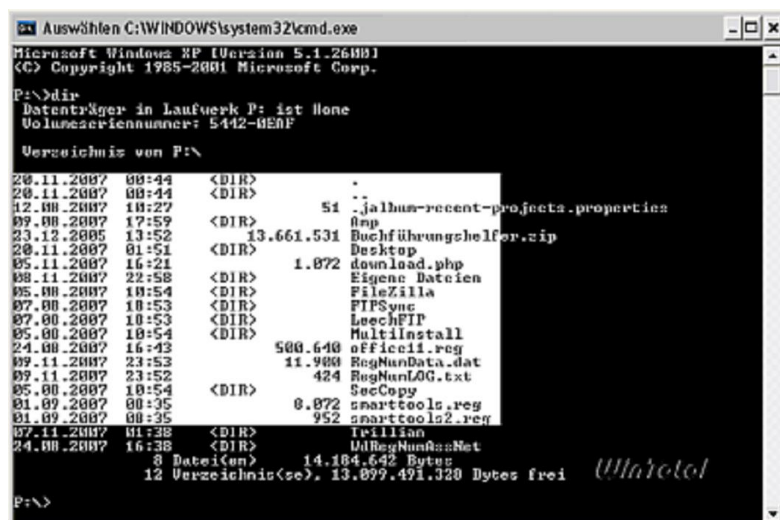 Auswählen C:\WINDOWS\system32\cmd.exe
Microsoft Windows XP [Version 5.1.2600]
(C) Copyright 1985-2001 Microsoft Corp.
P:\>dir
Datenträger in Laufwerk P: ist Home
Volumeseriennummer: 5442-0EAF
Verzeichnis von P:\
20.11.2007 00:44 <DIR> .
20.11.2007 00:44 <DIR> ..
12.08.2007 10:27 51 .jalbum-recent-projects.properties
09.08.2007 17:59 <DIR> Amp
23.12.2005 13:52 13.661.531 Buchführungshelfer.zip
20.11.2007 01:51 <DIR> Desktop
05.11.2007 16:21 1.072 download.php
08.11.2007 22:58 <DIR> Eigene Dateien
05.08.2007 10:54 <DIR> FileZilla
07.08.2007 10:53 <DIR> FTPSync
07.08.2007 10:53 <DIR> LeechFTP
05.08.2007 10:54 <DIR> MultiInstall
24.08.2007 16:43 500.640 office11.reg
09.11.2007 23:53 11.900 RegNumData.dat
09.11.2007 23:52 424 RegNumLOG.txt
05.08.2007 10:54 <DIR> SecCopy
01.09.2007 08:35 8.072 smarttools.reg
01.09.2007 08:35 952 smarttools2.reg
07.11.2007 01:38 <DIR> Trillian
24.08.2007 16:38 <DIR> WdRegNumAssNet
8 Datei(en) 14.184.642 Bytes
12 Verzeichnis(se), 13.099.491.328 Bytes frei
P:\>
WinTotal